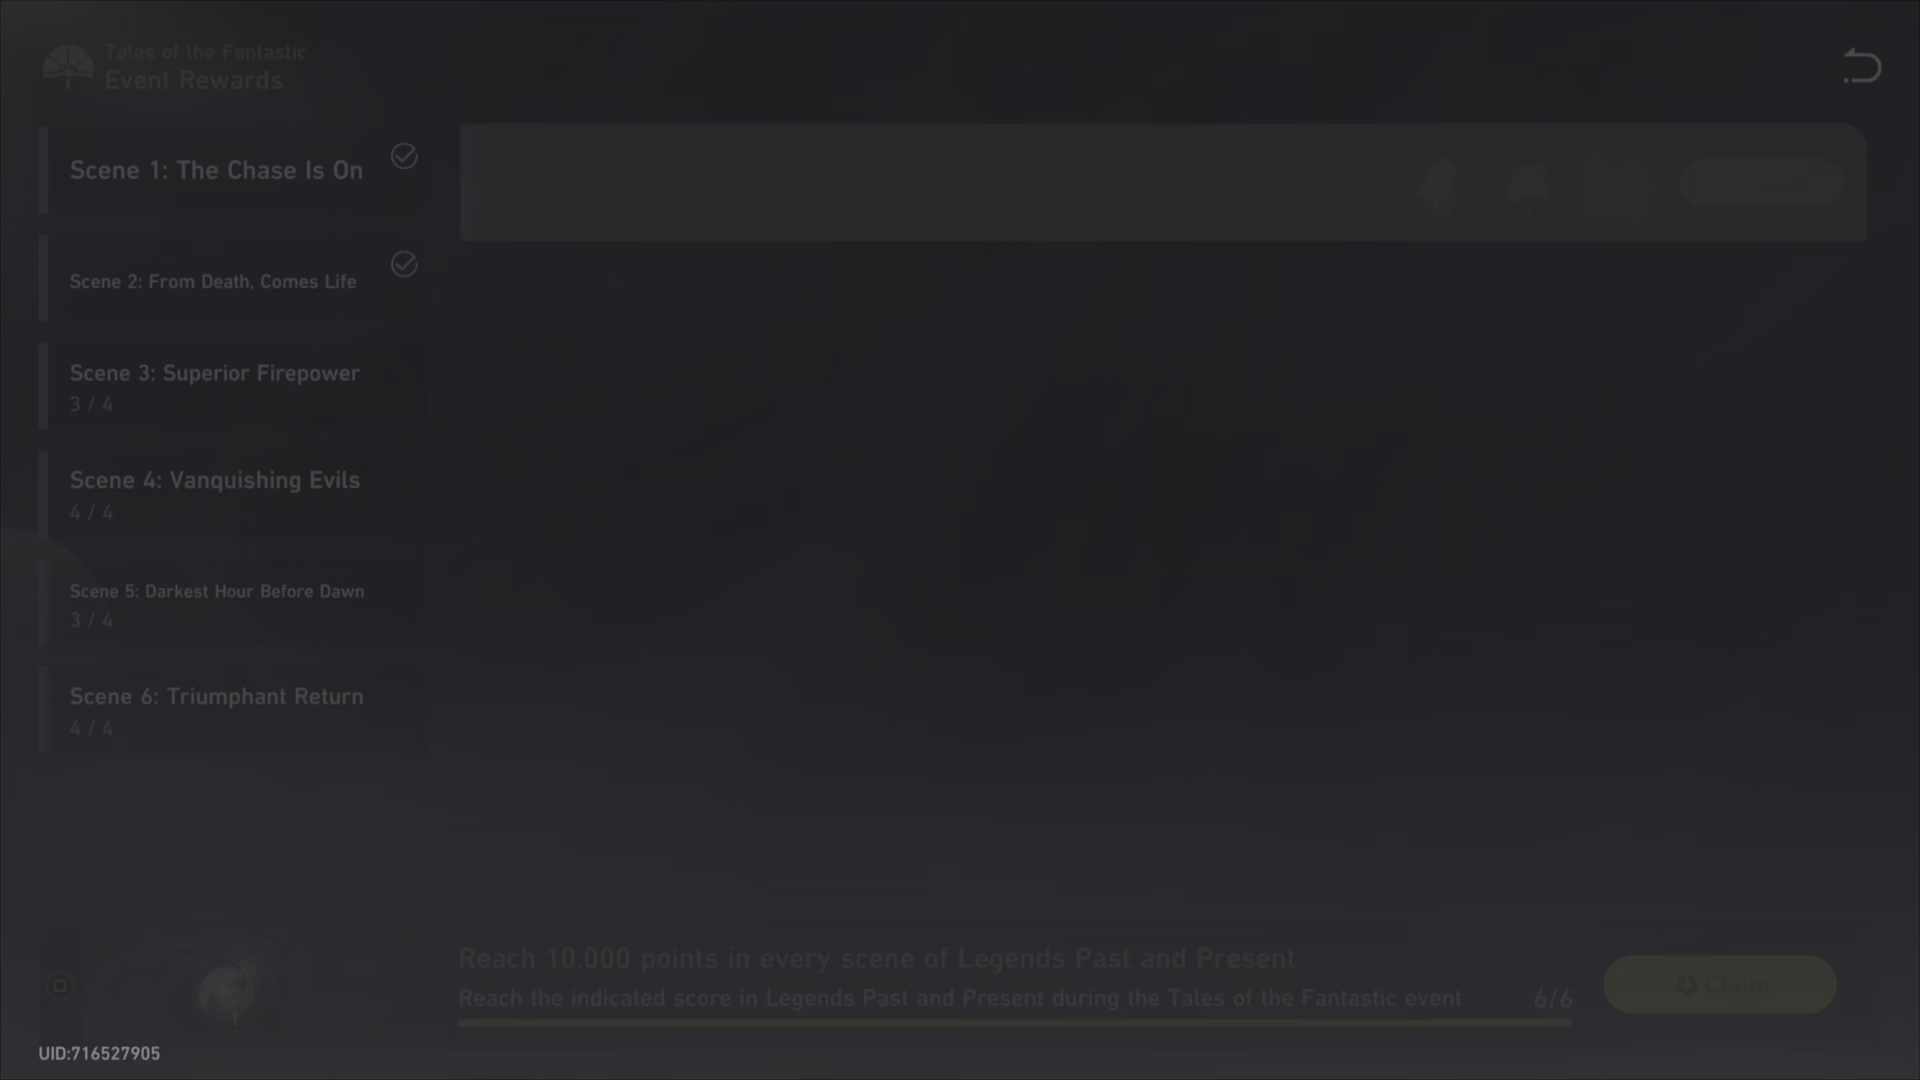 Tales of the Fantastic
Event Rewards
Scene 1: The Chase Is On
Scene 2: From Death, Comes Life
Scene 3: Superior Firepower
3 / 4
Scene 4: Vanquishing Evils
4 / 4
Scene 5: Darkest Hour Before Dawn
3 / 4
Scene 6: Triumphant Return
4 / 4
Reach 10,000 points in every scene of Legends Past and Present
Reach the indicated score in Legends Past and Present during the Tales of the Fantastic event
6/6
Claim
UID:716527905